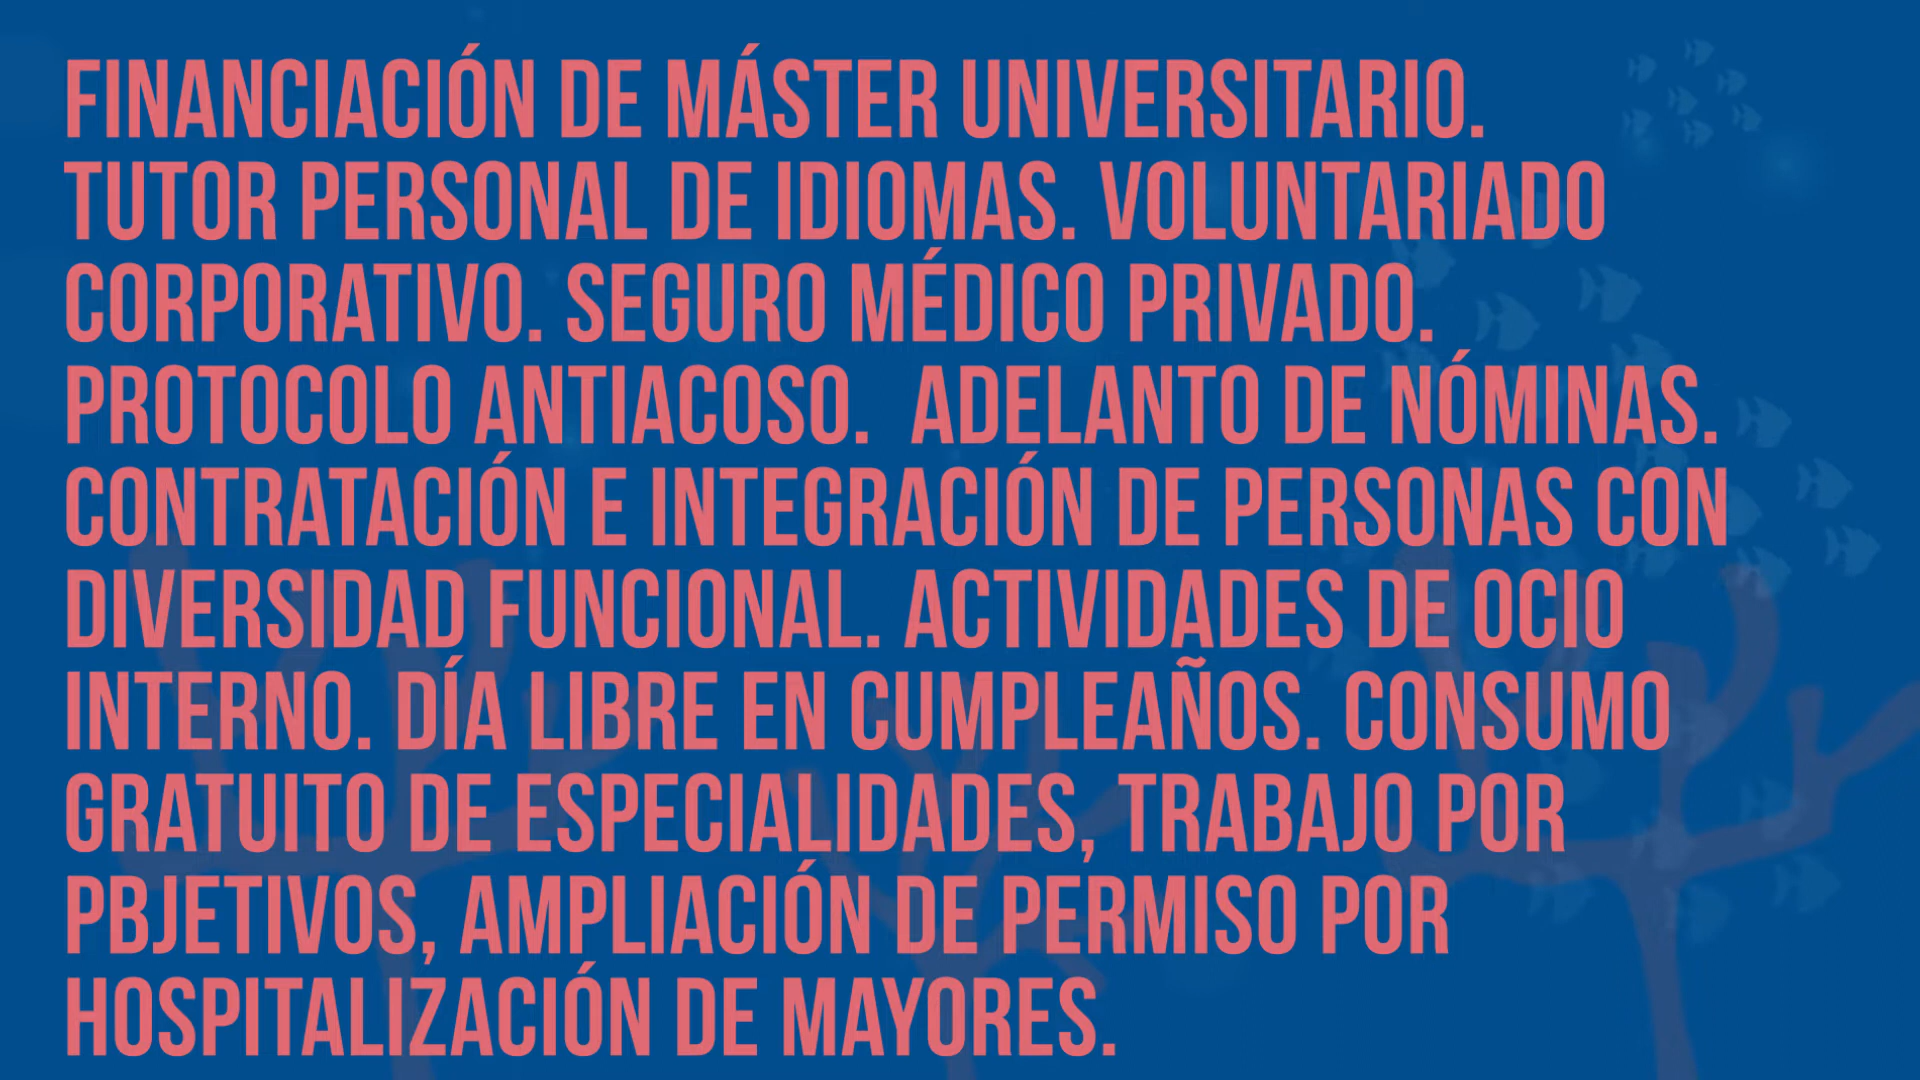 FINANCIACIÓN DE MÁSTER UNIVERSITARIO.
TUTOR PERSONAL DE IDIOMAS. VOLUNTARIADO
CORPORATIVO. SEGURO MÉDICO PRIVADO.
PROTOCOLO ANTIACOSO.  ADELANTO DE NÓMINAS.
CONTRATACIÓN E INTEGRACIÓN DE PERSONAS CON
DIVERSIDAD FUNCIONAL. ACTIVIDADES DE OCIO
INTERNO. DÍA LIBRE EN CUMPLEAÑOS. CONSUMO
GRATUITO DE ESPECIALIDADES, TRABAJO POR
PBJETIVOS, AMPLIACIÓN DE PERMISO POR
HOSPITALIZACIÓN DE MAYORES.